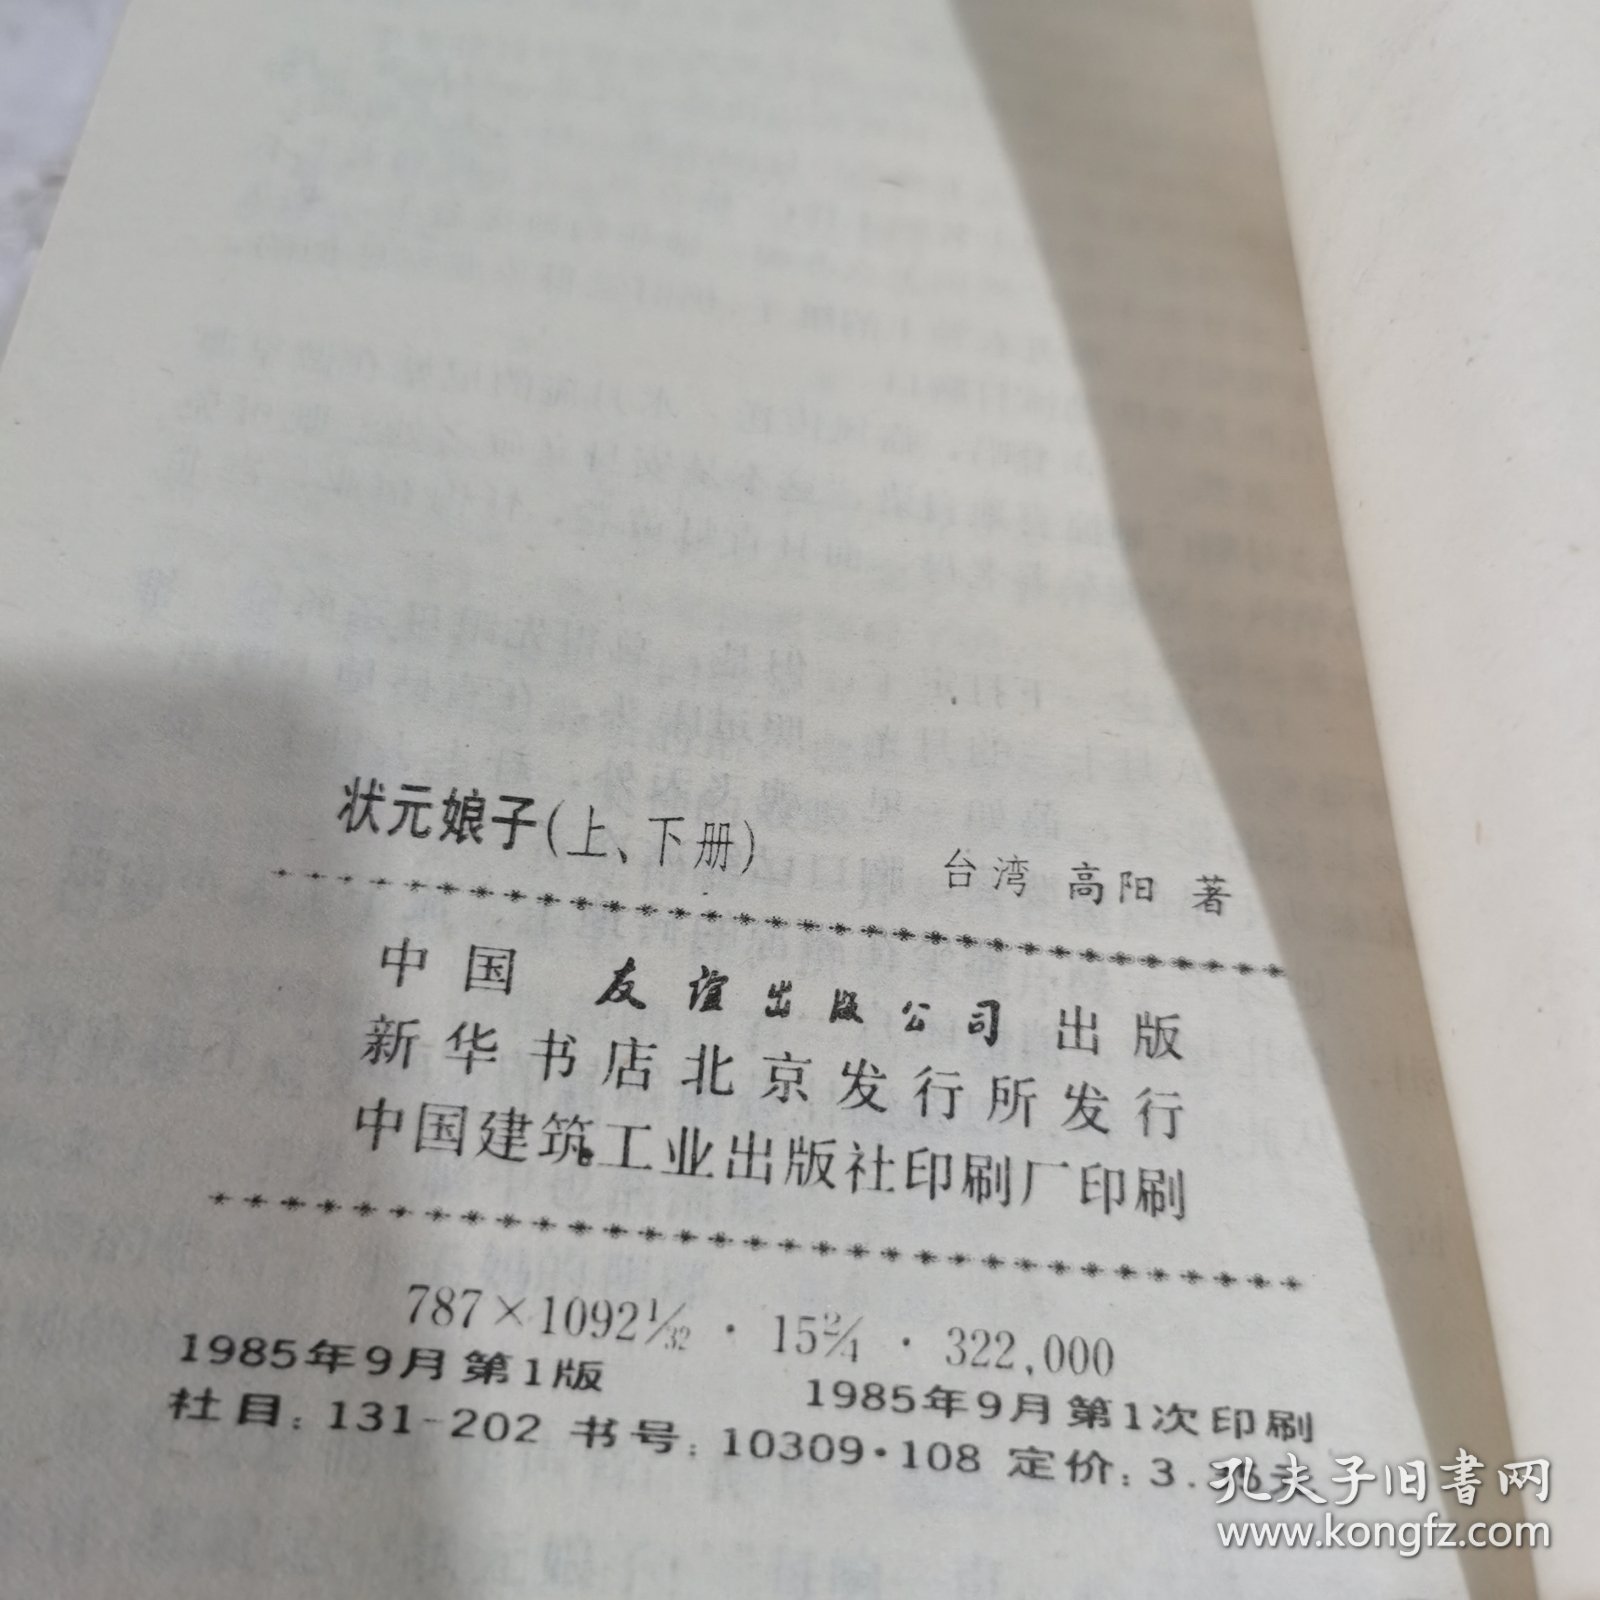 状元娘子(上、下册)
台湾 高阳 著
中国 友谊出版公司 出版
新华书店北京发行所发行
中国建筑工业出版社印刷厂印刷
787×1092 1/32 · 15 2/4 · 322,000
1985年9月第1版
1985年9月第1次印刷
社目: 131-202 书号: 10309·108 定价: 3.
孔夫子旧书网
www.kongfz.com